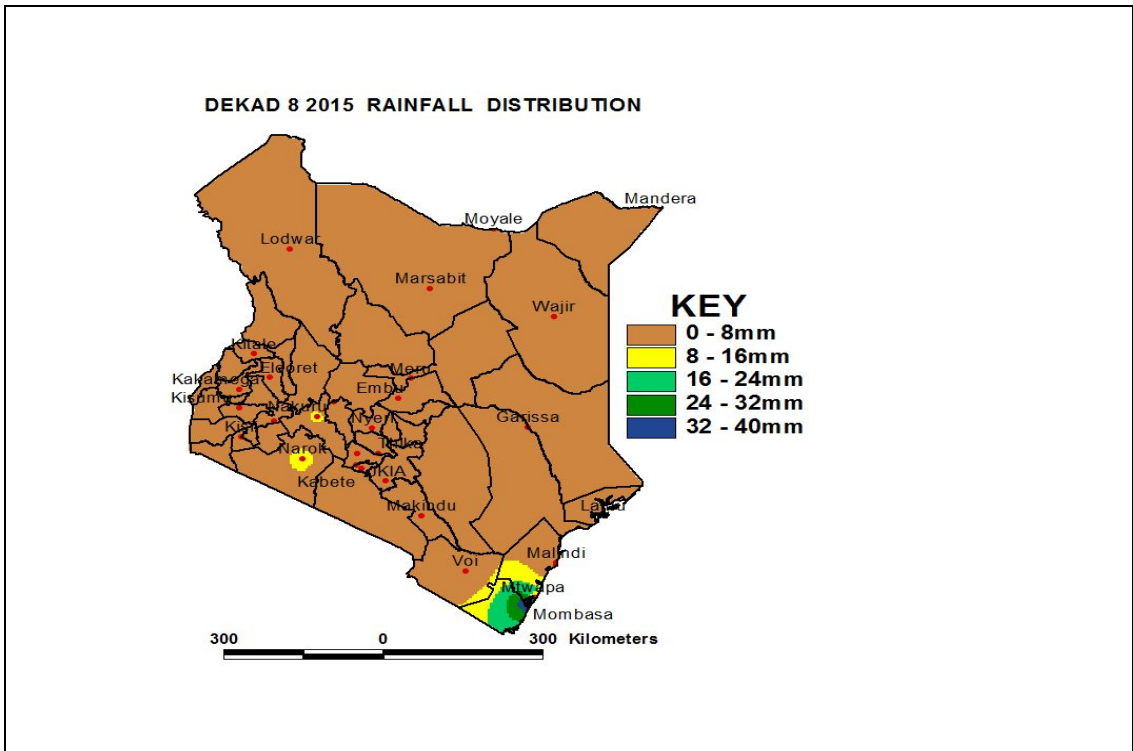 DEKAD 8 2015 RAINFALL DISTRIBUTION
Mandera
Moyale
Lodwar
Marsabit
Wajir
KEY
0 - 8mm
8 - 16mm
16 - 24mm
24 - 32mm
32 - 40mm
Kitale
Eldoret
Meru
Kakamega
Embu
Kisumu
Nakuru
Nyeri
Garissa
Kisii
Narok
Thika
JKIA
Kabete
Makindu
Lamu
Voi
Malindi
Mtwapa
Mombasa
300 0 300 Kilometers